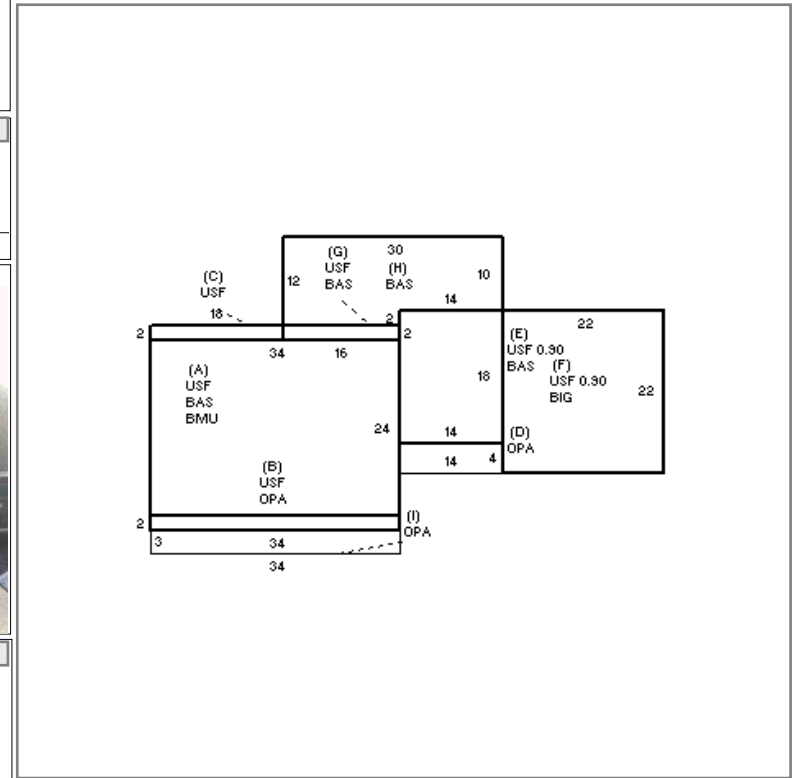 30
(G)
USF
BAS
(H)
BAS
(C)
USF
12
10
14
18
2
2
2
22
34
16
(E)
USF 0.90
BAS
(F)
USF 0.90
BIG
(A)
USF
BAS
BMU
18
22
24
14
(D)
OPA
14
4
(B)
USF
OPA
2
(I)
OPA
3
34
34